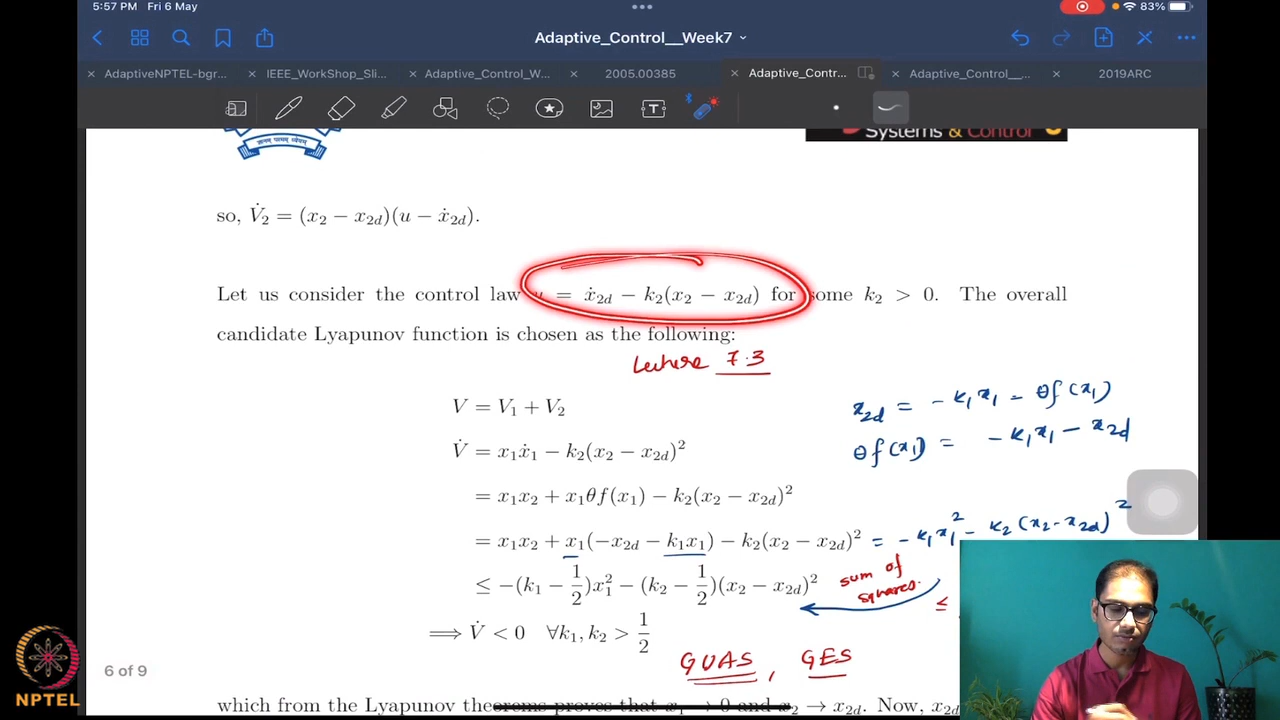 5:57 PM Fri 6 May
83%
Adaptive_Control__Week7
AdaptiveNPTEL-bgr...
IEEE_WorkShop_Sli...
Adaptive_Control_W...
2005.00385
Adaptive_Contr...
Adaptive_Control__...
2019ARC
Systems & Control
so, V̇₂ = (x₂ − x₂d)(u − ẋ₂d).
Let us consider the control law u = ẋ₂d − k₂(x₂ − x₂d) for some k₂ > 0. The overall
candidate Lyapunov function is chosen as the following:
Lecture 7.3
V = V₁ + V₂
x₂d = −k₁x₁ − θf(x₁)
θf(x₁) = −k₁x₁ − x₂d
V̇ = x₁ẋ₁ − k₂(x₂ − x₂d)²
= x₁x₂ + x₁θf(x₁) − k₂(x₂ − x₂d)²
= x₁x₂ + x₁(−x₂d − k₁x₁) − k₂(x₂ − x₂d)² = −k₁x₁² − k₂(x₂−x₂d)²
≤ −(k₁ − 1/2)x₁² − (k₂ − 1/2)(x₂ − x₂d)²
sum of
squares.
≤
⟹ V̇ < 0 ∀k₁, k₂ > 1/2
GUAS, GES
6 of 9
which from the Lyapunov theorems proves that x₁ → 0 and x₂ → x₂d. Now, x₂d
NPTEL